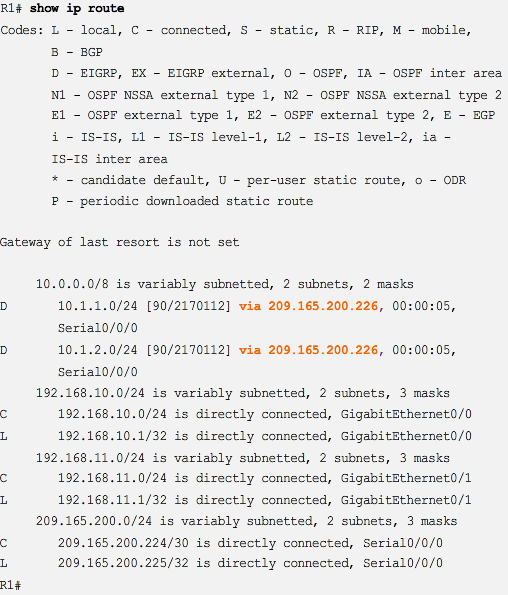 R1# show ip route
Codes: L - local, C - connected, S - static, R - RIP, M - mobile,
B - BGP
D - EIGRP, EX - EIGRP external, O - OSPF, IA - OSPF inter area
N1 - OSPF NSSA external type 1, N2 - OSPF NSSA external type 2
E1 - OSPF external type 1, E2 - OSPF external type 2, E - EGP
i - IS-IS, L1 - IS-IS level-1, L2 - IS-IS level-2, ia -
IS-IS inter area
* - candidate default, U - per-user static route, o - ODR
P - periodic downloaded static route
Gateway of last resort is not set
10.0.0.0/8 is variably subnetted, 2 subnets, 2 masks
D 10.1.1.0/24 [90/2170112] via 209.165.200.226, 00:00:05,
Serial0/0/0
D 10.1.2.0/24 [90/2170112] via 209.165.200.226, 00:00:05,
Serial0/0/0
192.168.10.0/24 is variably subnetted, 2 subnets, 3 masks
C 192.168.10.0/24 is directly connected, GigabitEthernet0/0
L 192.168.10.1/32 is directly connected, GigabitEthernet0/0
192.168.11.0/24 is variably subnetted, 2 subnets, 3 masks
C 192.168.11.0/24 is directly connected, GigabitEthernet0/1
L 192.168.11.1/32 is directly connected, GigabitEthernet0/1
209.165.200.0/24 is variably subnetted, 2 subnets, 3 masks
C 209.165.200.224/30 is directly connected, Serial0/0/0
L 209.165.200.225/32 is directly connected, Serial0/0/0
R1#